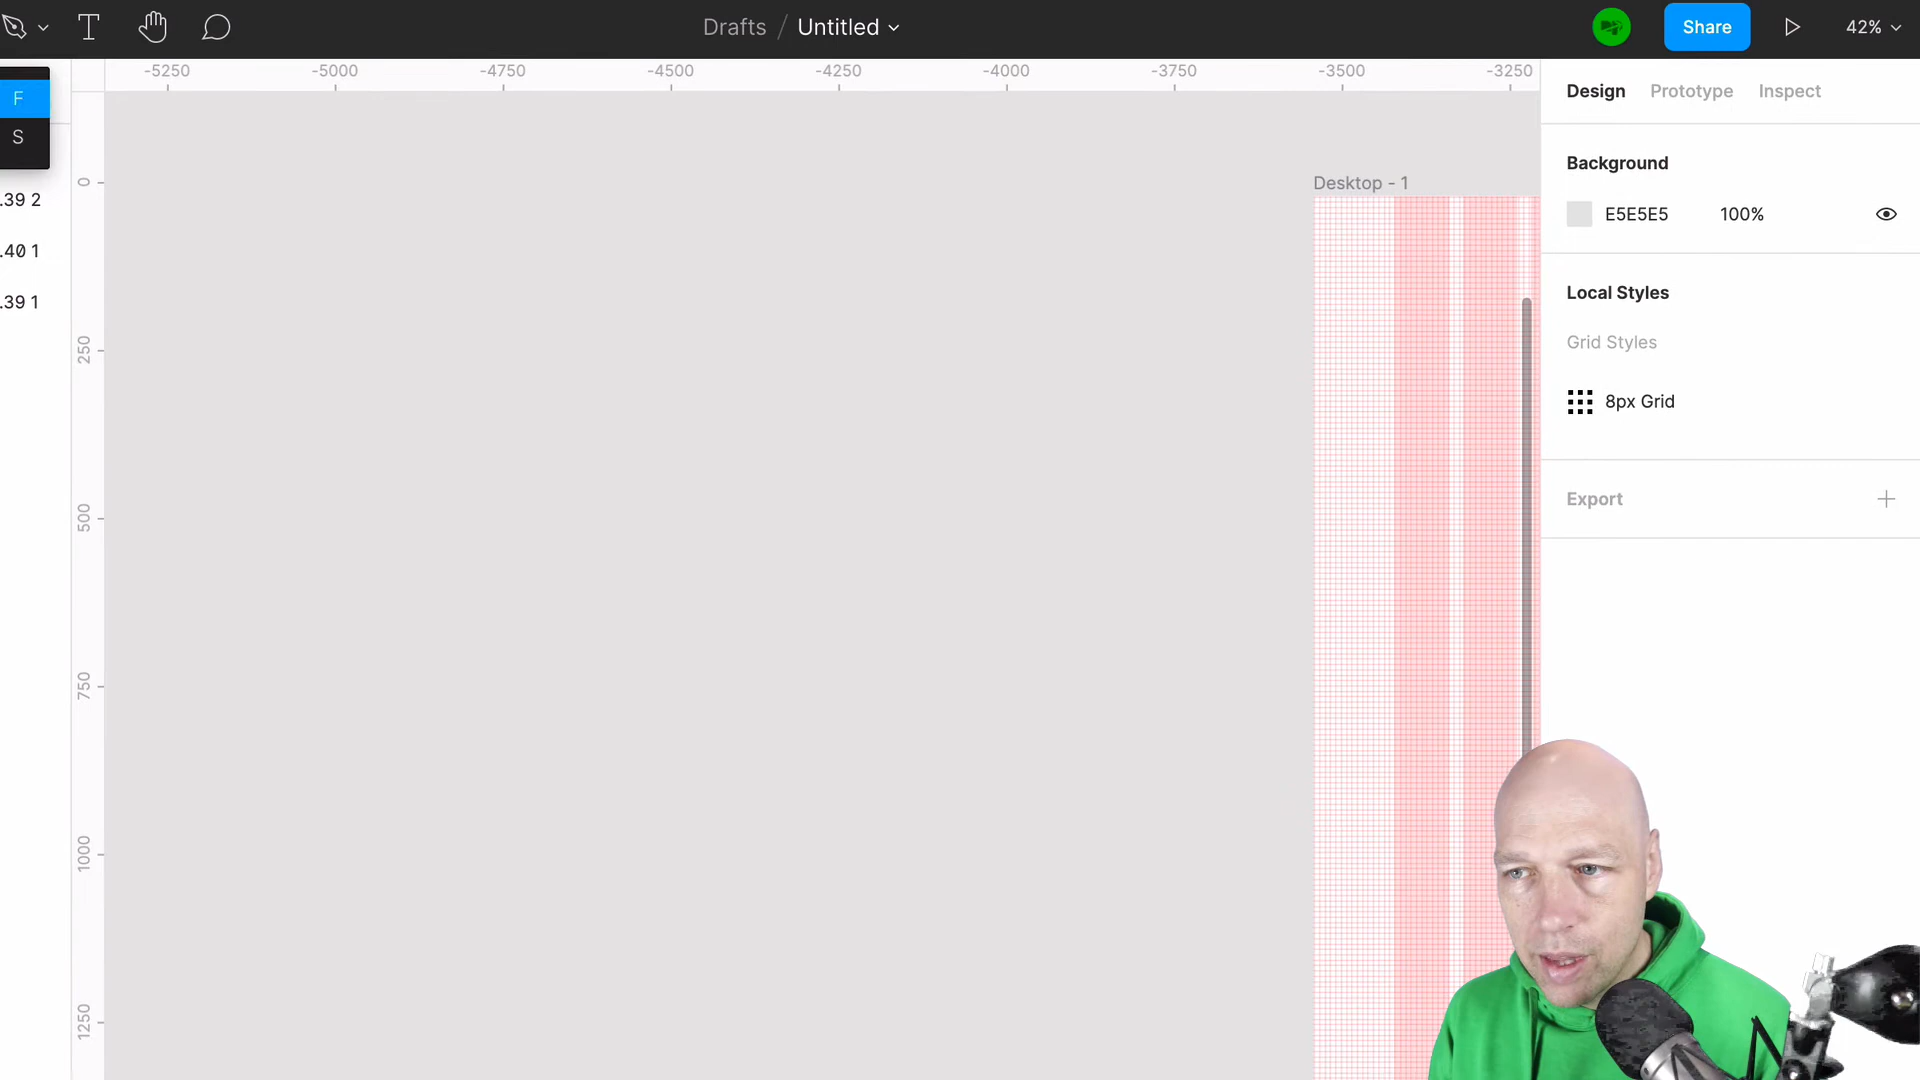 Drafts / Untitled
Share
42%
-5250 -5000 -4750 -4500 -4250 -4000 -3750 -3500 -3250
F
S
.39 2
.40 1
.39 1
0
250
500
750
1000
1250
Desktop - 1
Design Prototype Inspect
Background
E5E5E5 100%
Local Styles
Grid Styles
8px Grid
Export